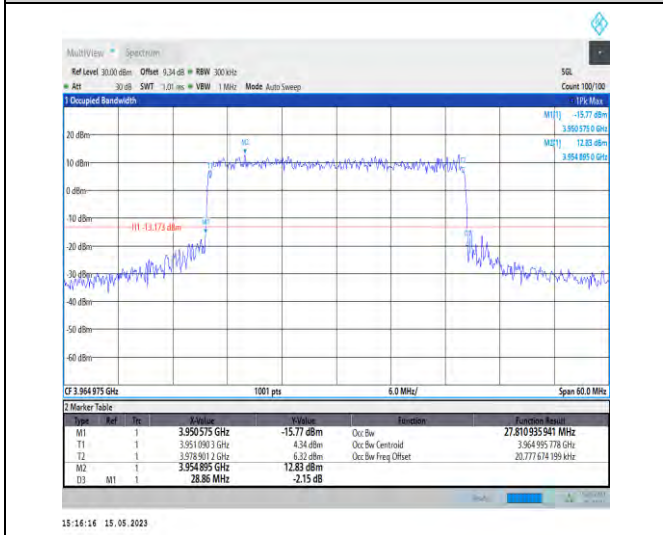 MultiView Spectrum
Ref Level 30.00 dBm Offset 9.34 dB RBW 300 kHz SGL
Att 30 dB SWT 1.01 ms VBW 1 MHz Mode Auto Sweep Count 100/100
1 Occupied Bandwidth 1Pk Max
M1[1] -15.77 dBm
3.950 575 0 GHz
M2[1] 12.83 dBm
3.954 895 0 GHz
20 dBm
M2
10 dBm
0 dBm
-10 dBm
H1 -13.173 dBm
M1
-30 dBm
-40 dBm
-50 dBm
-60 dBm
CF 3.964 975 GHz 1001 pts 6.0 MHz/ Span 60.0 MHz
2 Marker Table
Type Ref Trc X-Value Y-Value Function Function Result
M1 1 3.950 575 GHz -15.77 dBm Occ Bw 27.810 935 941 MHz
T1 1 3.951 090 3 GHz 4.34 dBm Occ Bw Centroid 3.964 995 778 GHz
T2 1 3.978 901 2 GHz 6.32 dBm Occ Bw Freq Offset 20.777 674 199 kHz
M2 1 3.954 895 GHz 12.83 dBm
D3 M1 1 28.86 MHz -2.15 dB
15:16:16 15.05.2023